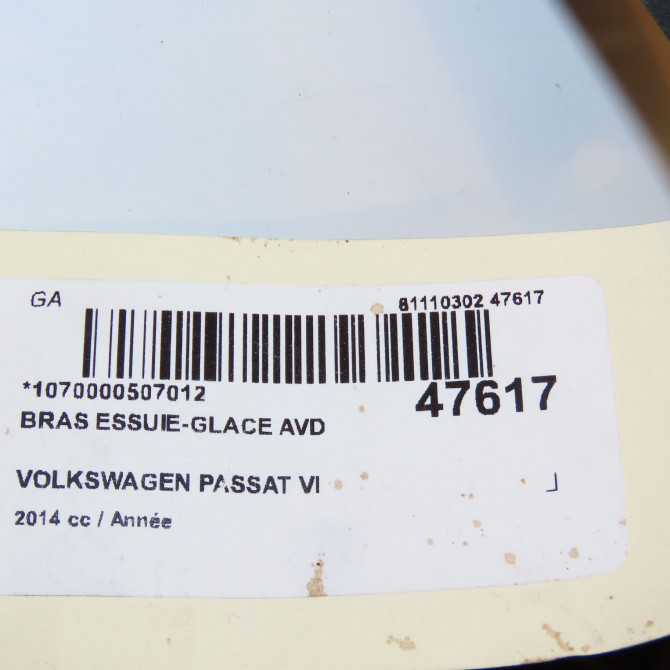 GA 81110302 47617
*1070000507012 47617
BRAS ESSUIE-GLACE AVD
VOLKSWAGEN PASSAT VI
2014 cc / Année